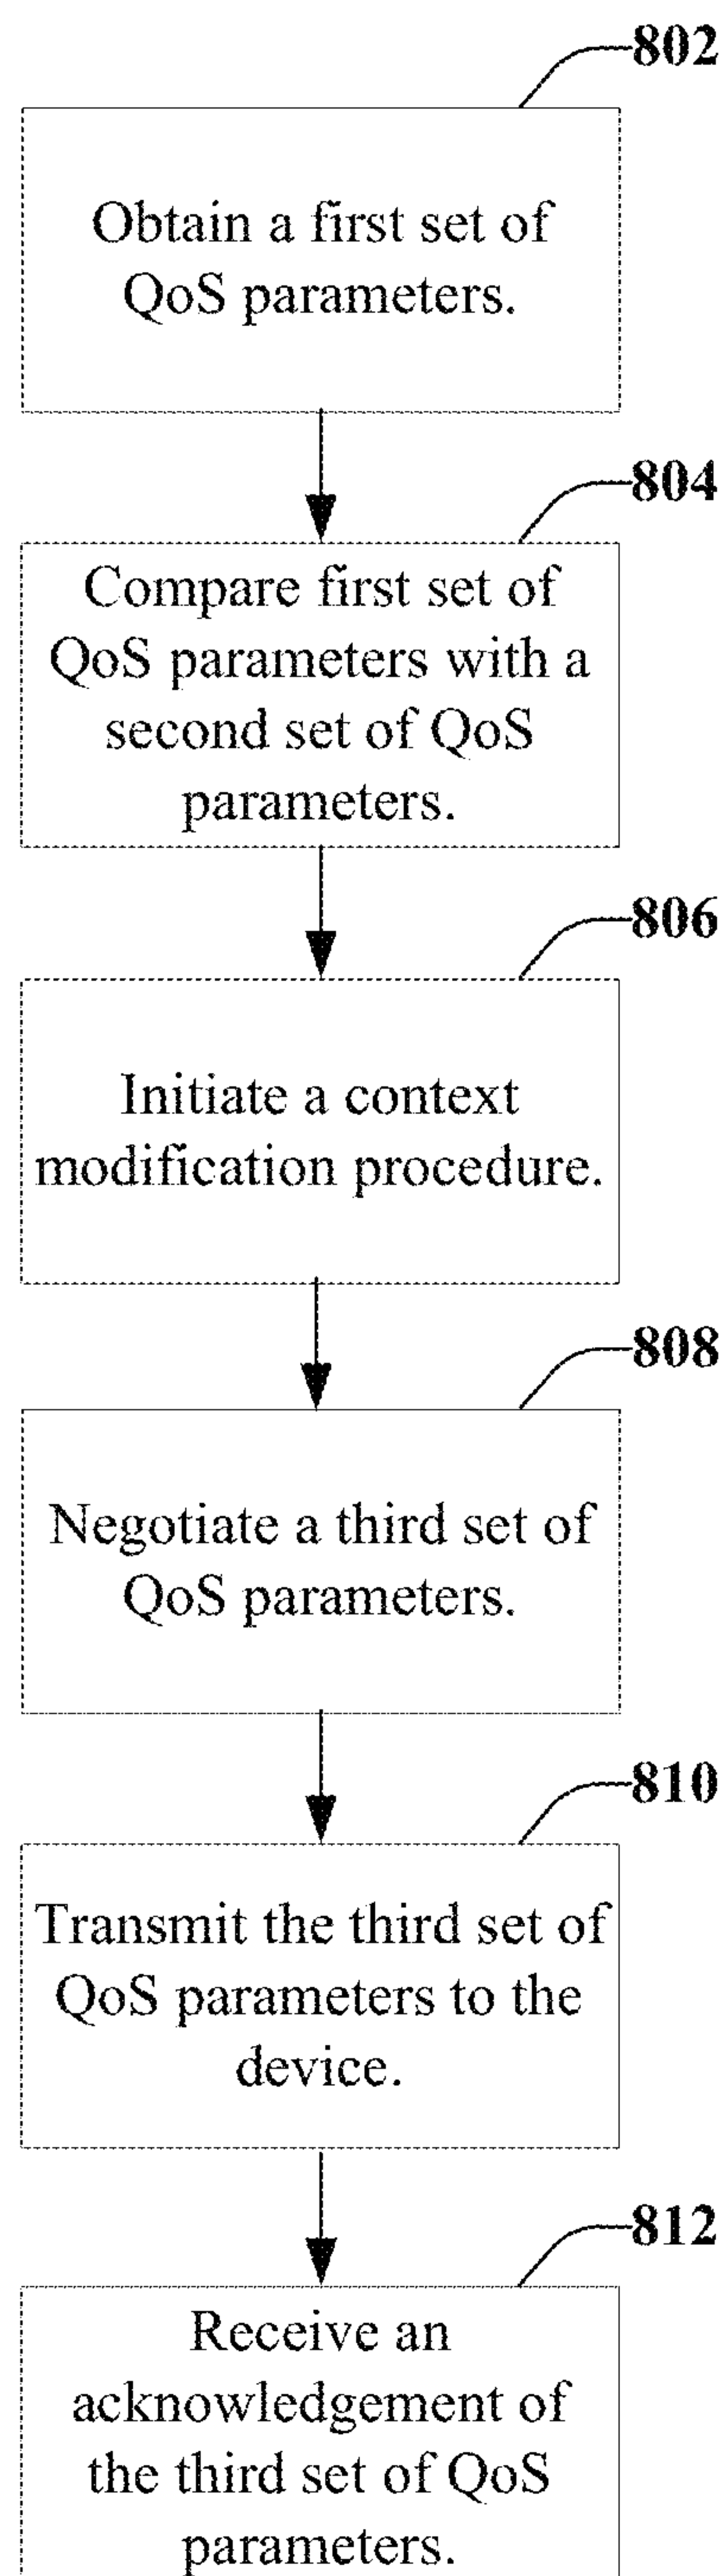 802
Obtain a first set of
QoS parameters.
804
Compare first set of
QoS parameters with a
second set of QoS
parameters.
806
Initiate a context
modification procedure.
808
Negotiate a third set of
QoS parameters.
810
Transmit the third set of
QoS parameters to the
device.
812
Receive an
acknowledgement of
the third set of QoS
parameters.